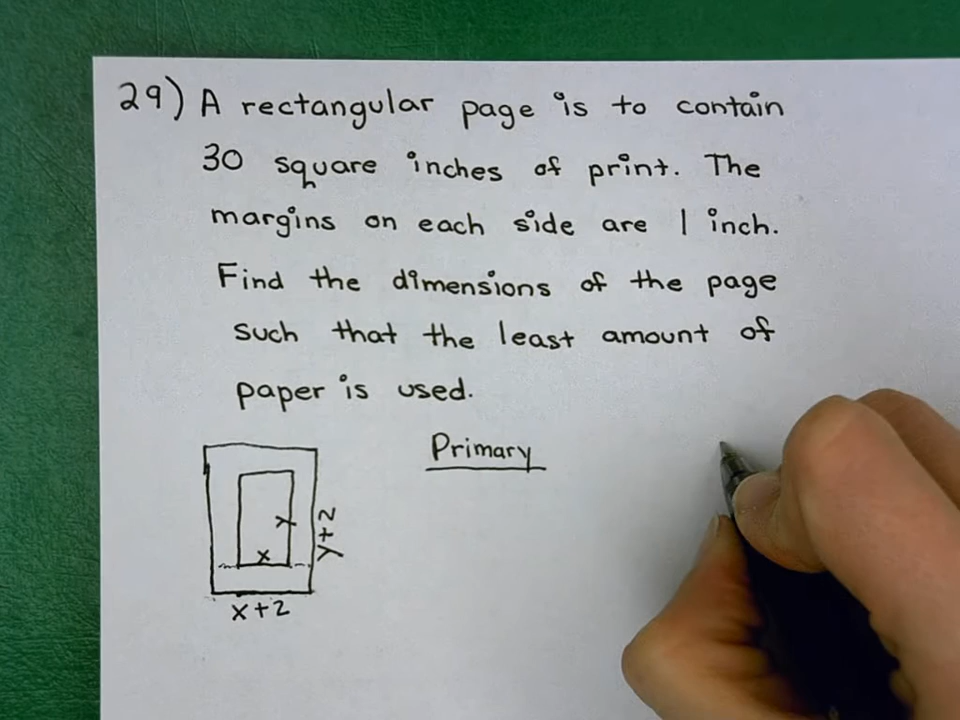 29) A rectangular page is to contain
30 square inches of print. The
margins on each side are 1 inch.
Find the dimensions of the page
such that the least amount of
paper is used.
Primary
y
y+2
x
x+2